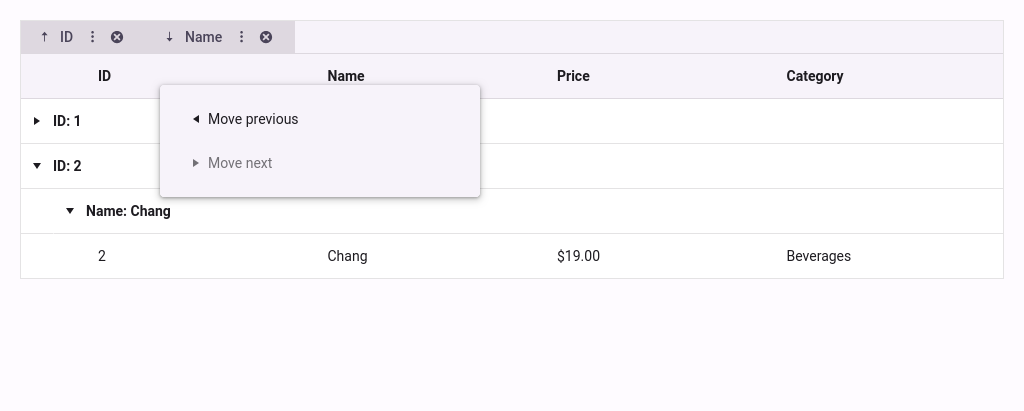 ID Name
ID Name Price Category
Move previous
ID: 1
Move next
ID: 2
Name: Chang
2 Chang $19.00 Beverages